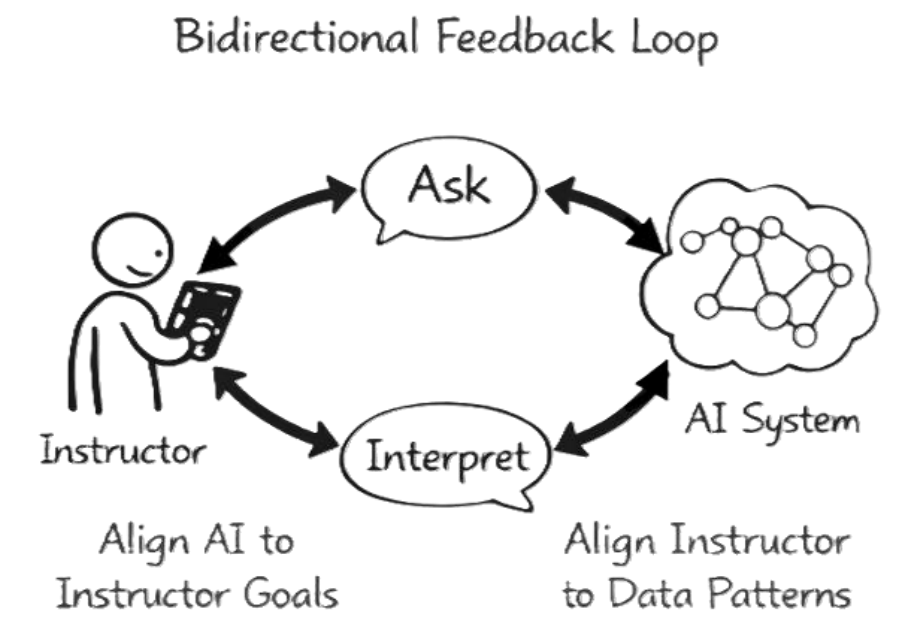 Bidirectional Feedback Loop
Ask
Interpret
Instructor
AI System
Align AI to
Instructor Goals
Align Instructor
to Data Patterns